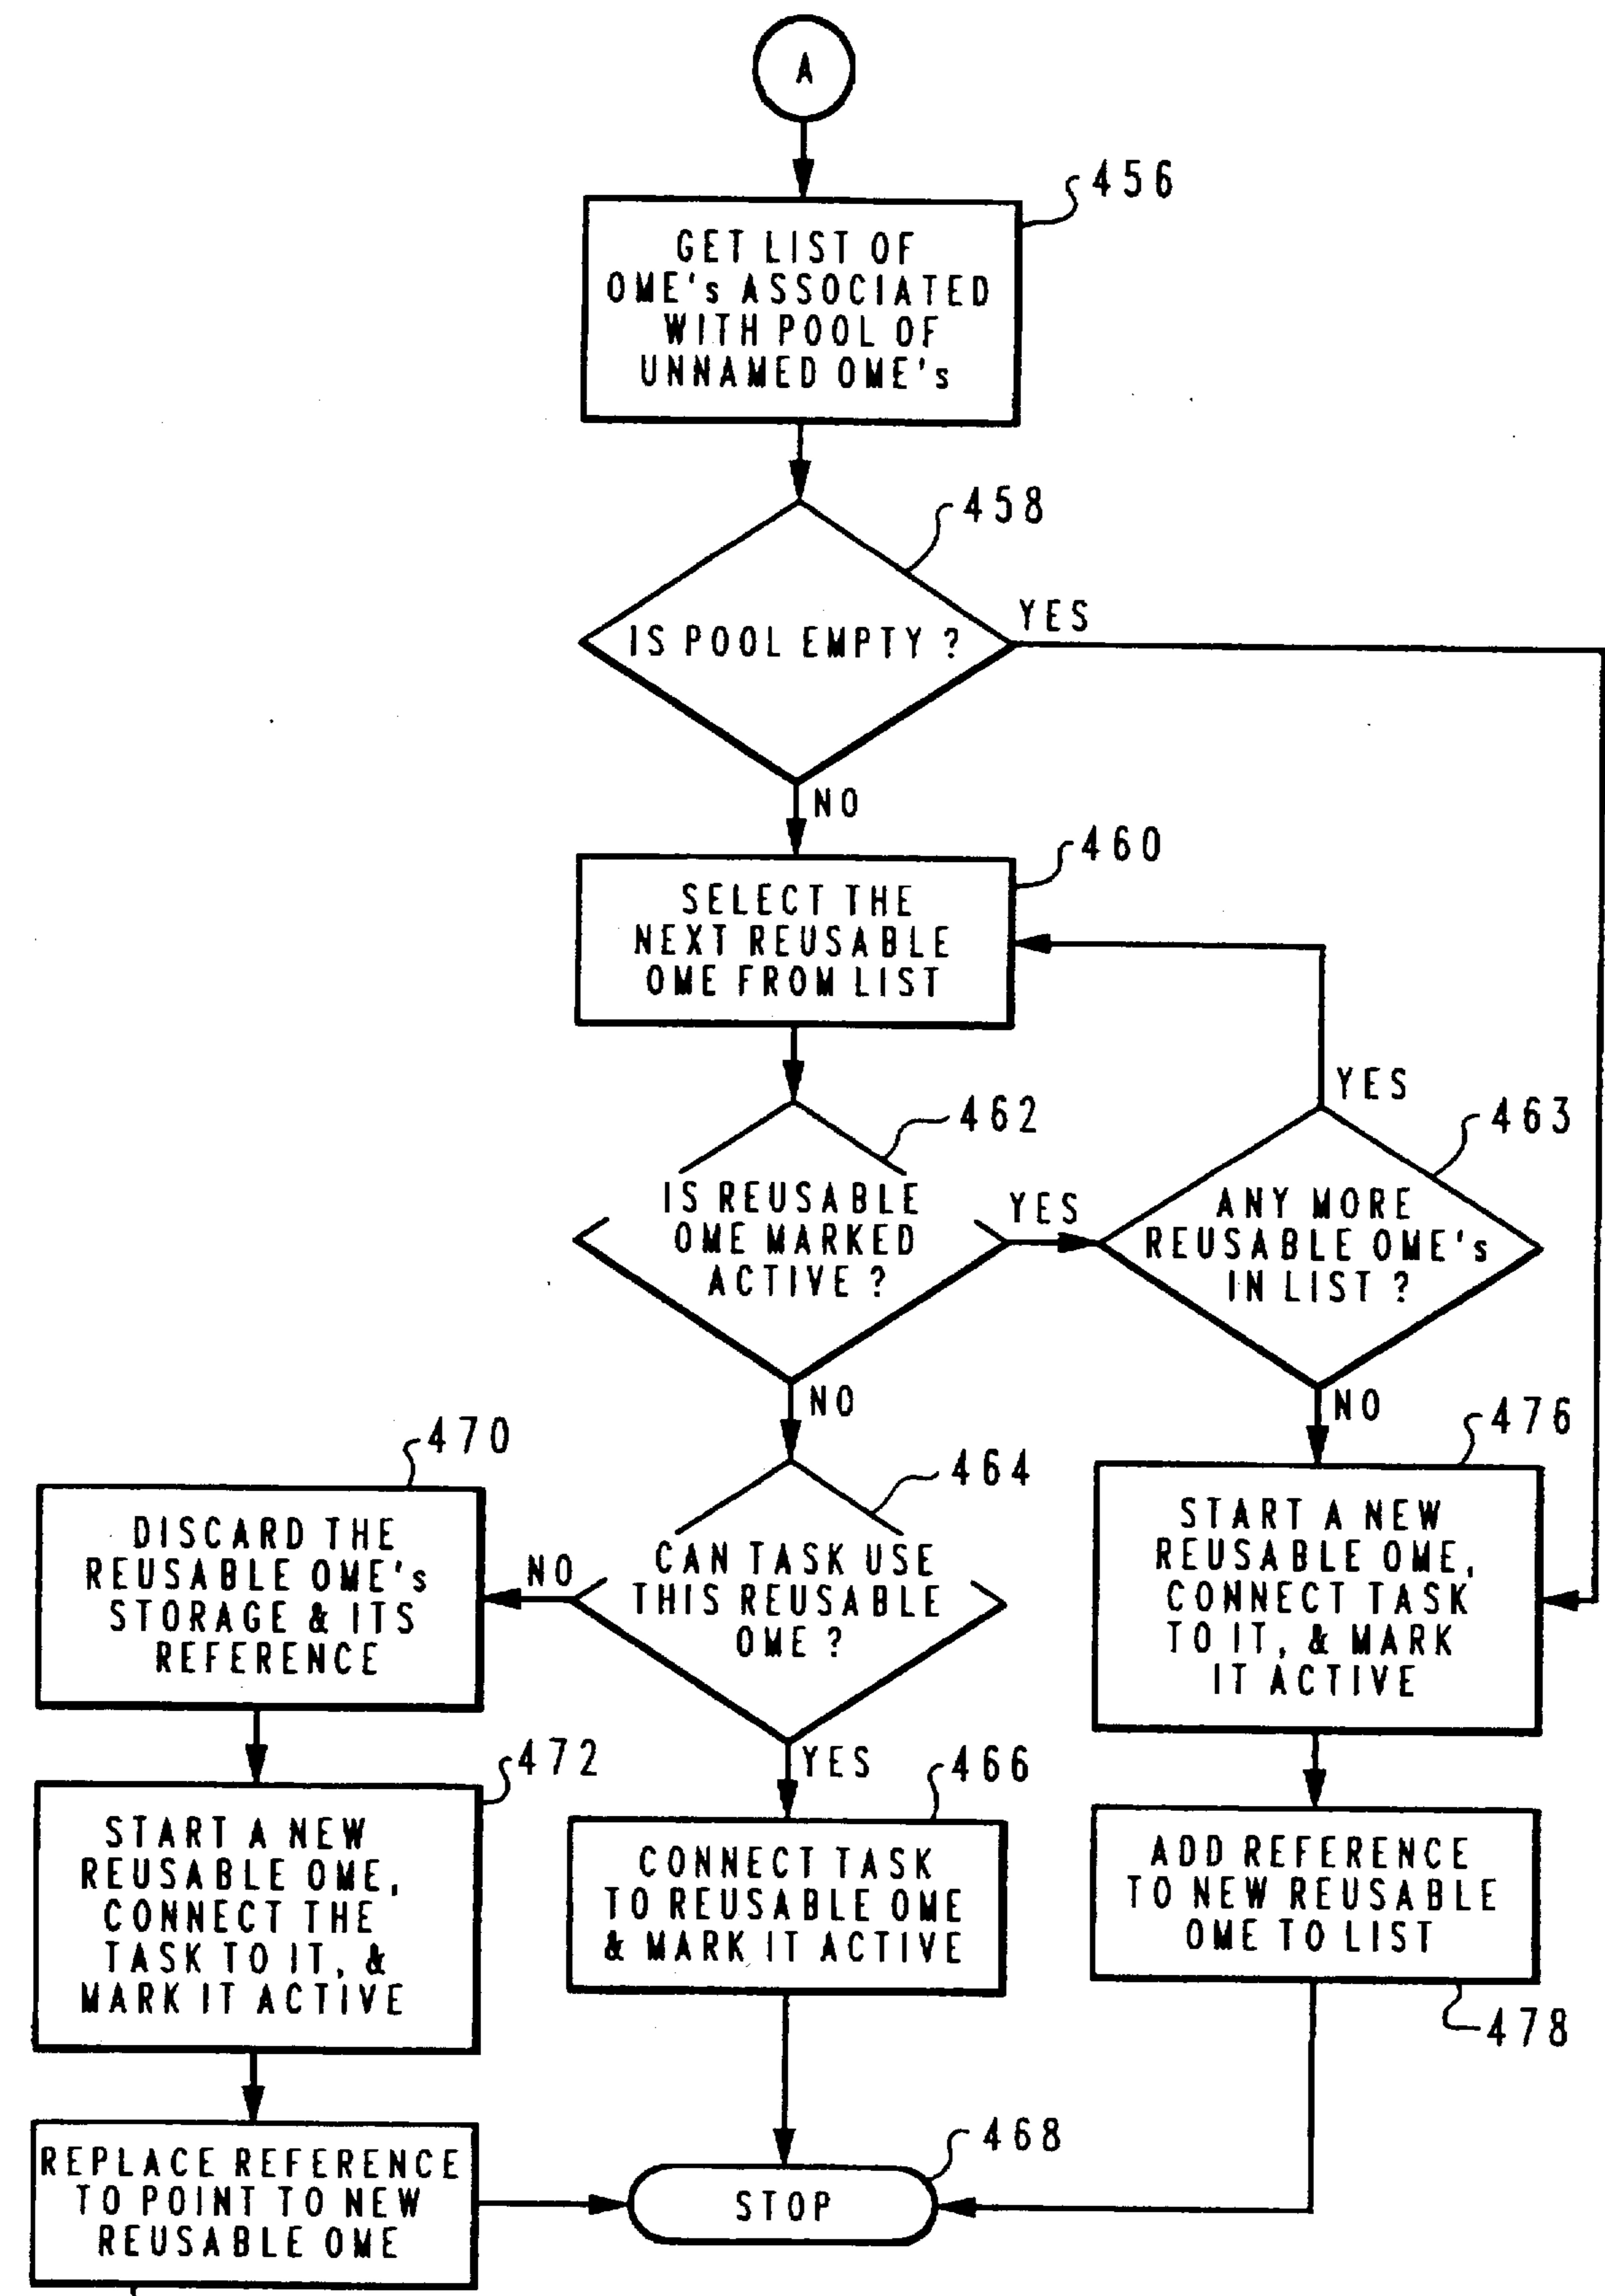 A
456
GET LIST OF
OME's ASSOCIATED
WITH POOL OF
UNNAMED OME's
458
IS POOL EMPTY ?
YES
NO
460
SELECT THE
NEXT REUSABLE
OME FROM LIST
462
IS REUSABLE
OME MARKED
ACTIVE ?
YES
NO
YES
463
ANY MORE
REUSABLE OME's
IN LIST ?
NO
464
CAN TASK USE
THIS REUSABLE
OME ?
NO
YES
470
DISCARD THE
REUSABLE OME's
STORAGE & ITS
REFERENCE
476
START A NEW
REUSABLE OME,
CONNECT TASK
TO IT, & MARK
IT ACTIVE
472
START A NEW
REUSABLE OME,
CONNECT THE
TASK TO IT, &
MARK IT ACTIVE
466
CONNECT TASK
TO REUSABLE OME
& MARK IT ACTIVE
ADD REFERENCE
TO NEW REUSABLE
OME TO LIST
478
REPLACE REFERENCE
TO POINT TO NEW
REUSABLE OME
468
STOP